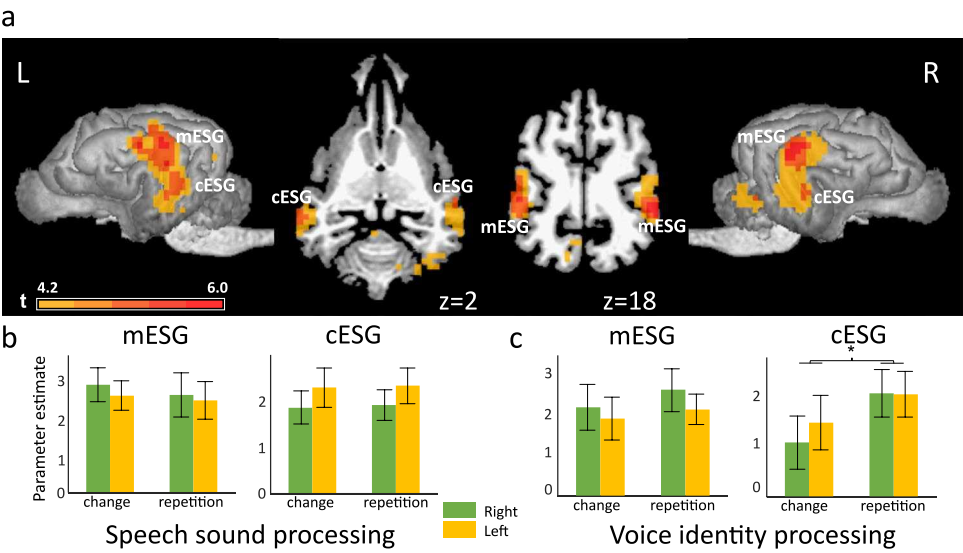 a
L
R
mESG
cESG
cESG
cESG
mESG
mESG
mESG
cESG
t
4.2
6.0
z=2
z=18
b
mESG
cESG
Parameter estimate
3
2
1
0
change
repetition
2
1
0
change
repetition
Speech sound processing
Right
Left
c
mESG
cESG
*
3
2
1
0
change
repetition
2
1
0
change
repetition
Voice identity processing